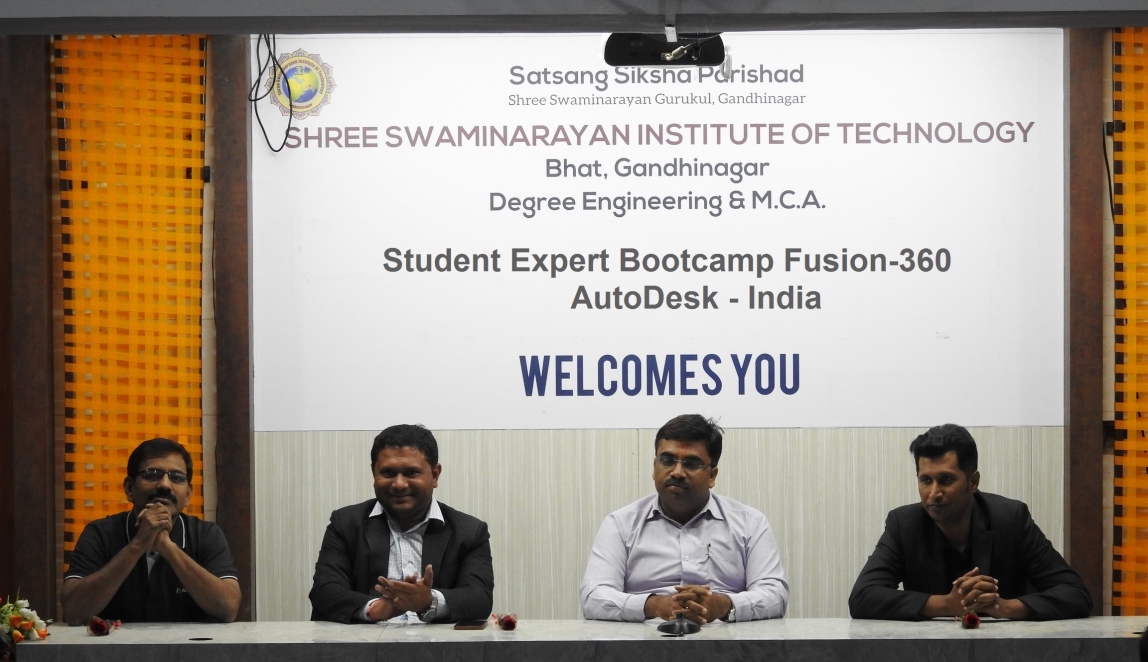 Satsang Siksha Parishad
Shree Swaminarayan Gurukul, Gandhinagar
SHREE SWAMINARAYAN INSTITUTE OF TECHNOLOGY
Bhat, Gandhinagar
Degree Engineering & M.C.A.
Student Expert Bootcamp Fusion-360
AutoDesk - India
WELCOMES YOU